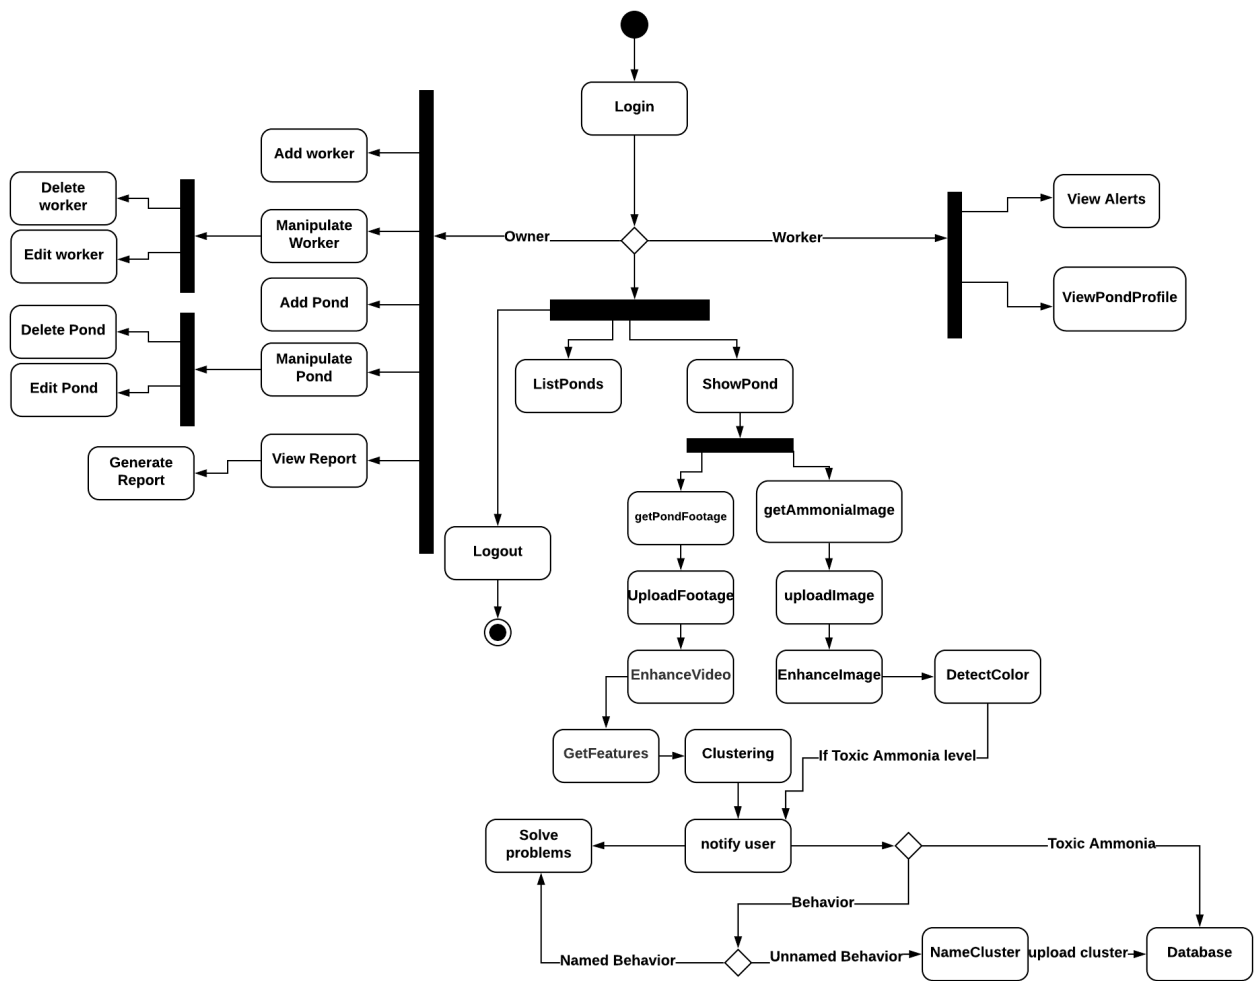 Login
Add worker
Delete
worker
Manipulate
Worker
Edit worker
Owner
Worker
View Alerts
Add Pond
ViewPondProfile
Delete Pond
Manipulate
Pond
Edit Pond
ListPonds
ShowPond
View Report
Generate
Report
getPondFootage
getAmmoniaImage
Logout
UploadFootage
uploadImage
EnhanceVideo
EnhanceImage
DetectColor
GetFeatures
Clustering
If Toxic Ammonia level
Solve
problems
notify user
Toxic Ammonia
Behavior
Named Behavior
Unnamed Behavior
NameCluster
upload cluster
Database